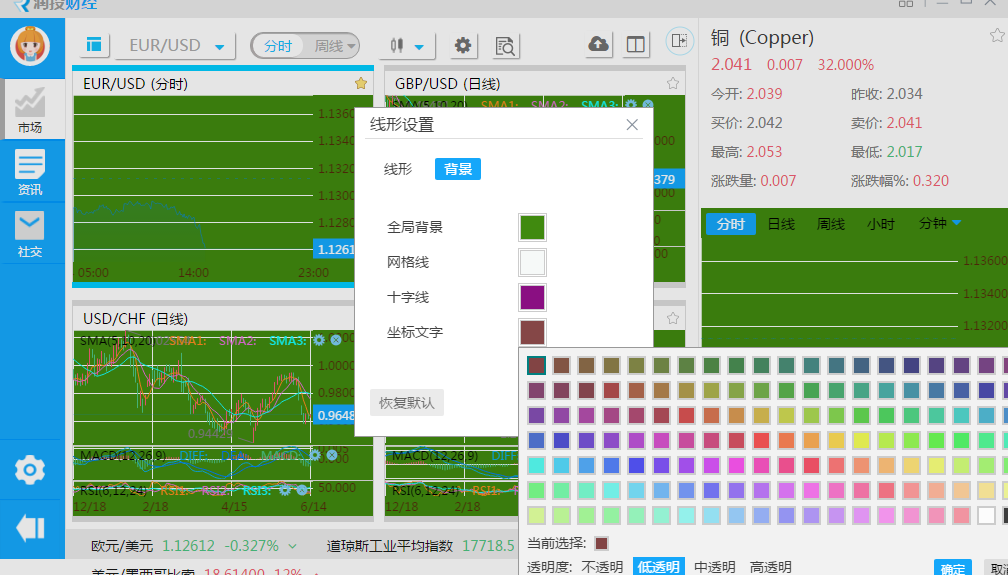 润投财经
EUR/USD 分时 周线
市场
资讯
社交
EUR/USD (分时)
1.1360
1.1340
1.1320
1.1300
1.1280
1.1261
05:00 14:00 23:00
GBP/USD (日线)
SMA(5,10,20) SMA1: SMA2: SMA3:
000
379
000
0
0
00
线形设置
线形 背景
全局背景
网格线
十字线
坐标文字
恢复默认
铜 (Copper)
2.041 0.007 32.000%
今开: 2.039 昨收: 2.034
买价: 2.042 卖价: 2.041
最高: 2.053 最低: 2.017
涨跌量: 0.007 涨跌幅%: 0.320
分时 日线 周线 小时 分钟
1.13600
1.13400
1.13200
USD/CHF (日线)
SMA(5,10,20) SMA1: SMA2: SMA3:
1.0000
0.9800
0.9648
MACD(12,26,9) DIFF: DEA: MACD:
RSI(6,12,24) RSI1: RSI2: RSI3:
50.000
12/18 2/18 4/15 6/14
MACD(12,26,9) DIFF
RSI(6,12,24) RSI1:
12/18 2/18
当前选择:
透明度: 不透明 低透明 中透明 高透明
确定 取
欧元/美元 1.12612 -0.327% 道琼斯工业平均指数 17718.5
美元/墨西哥比索 18.61400 12%